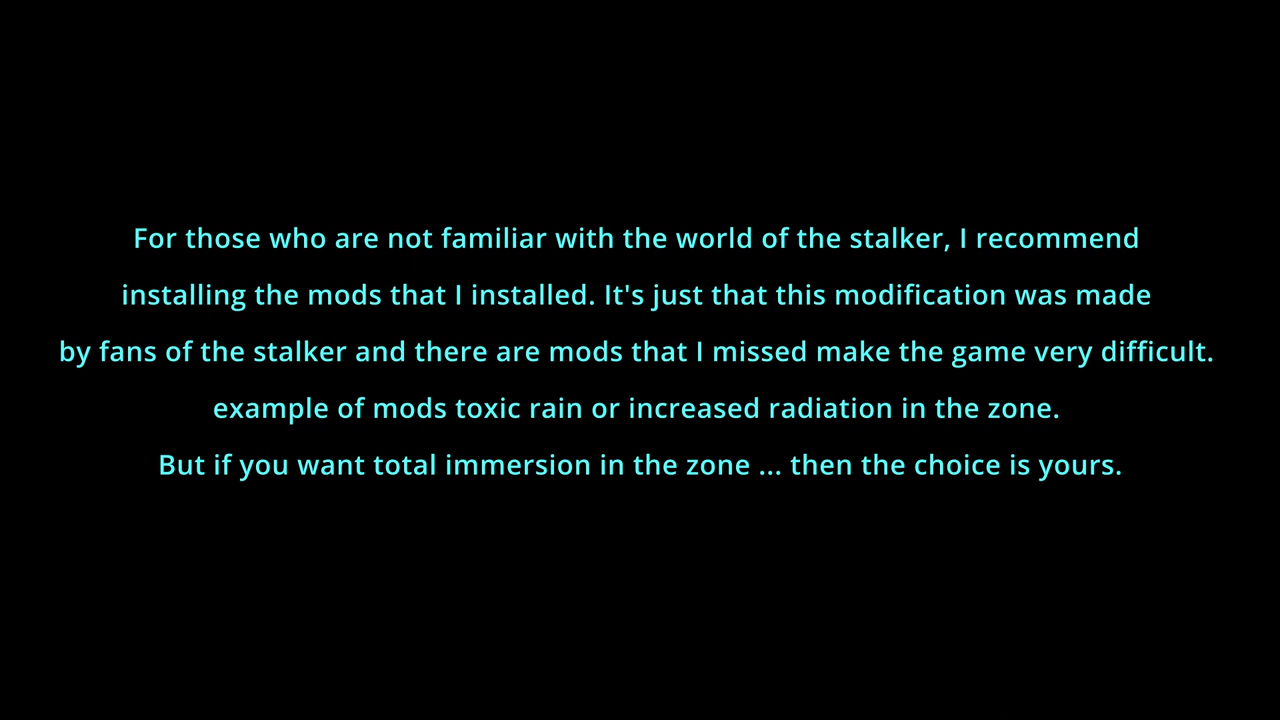 For those who are not familiar with the world of the stalker, I recommend
installing the mods that I installed. It's just that this modification was made
by fans of the stalker and there are mods that I missed make the game very difficult.
example of mods toxic rain or increased radiation in the zone.
But if you want total immersion in the zone ... then the choice is yours.